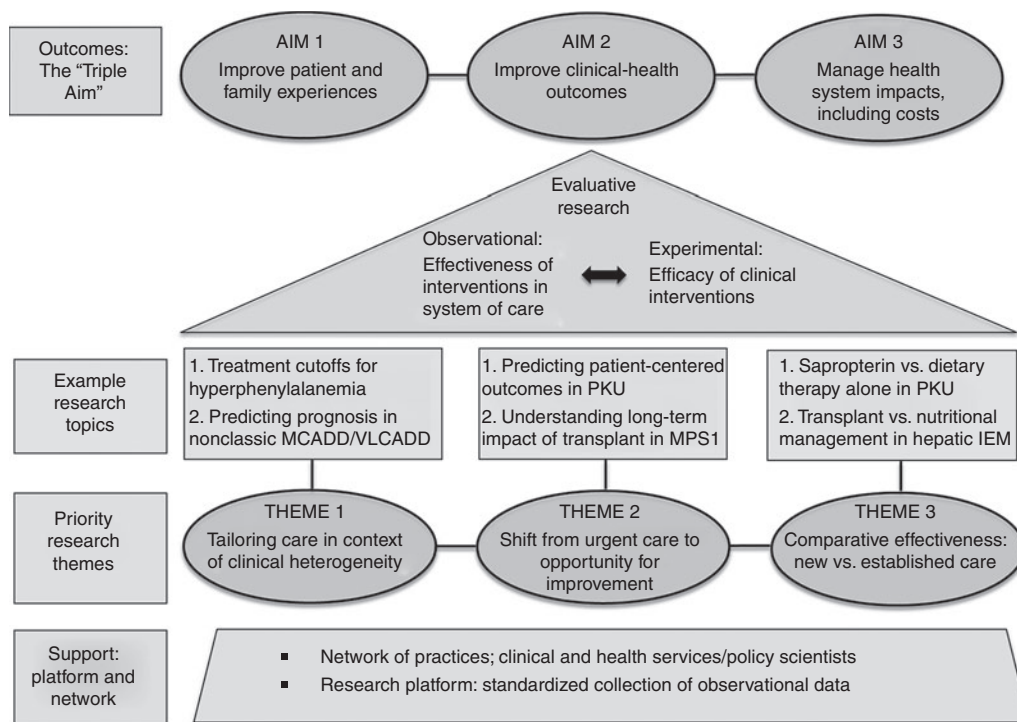 Outcomes:
The "Triple
Aim"
AIM 1
Improve patient and
family experiences
AIM 2
Improve clinical-health
outcomes
AIM 3
Manage health
system impacts,
including costs
Evaluative
research
Observational:
Effectiveness of
interventions in
system of care
Experimental:
Efficacy of clinical
interventions
Example
research
topics
1. Treatment cutoffs for
hyperphenylalanemia
2. Predicting prognosis in
nonclassic MCADD/VLCADD
1. Predicting patient-centered
outcomes in PKU
2. Understanding long-term
impact of transplant in MPS1
1. Sapropterin vs. dietary
therapy alone in PKU
2. Transplant vs. nutritional
management in hepatic IEM
Priority
research
themes
THEME 1
Tailoring care in context
of clinical heterogeneity
THEME 2
Shift from urgent care to
opportunity for
improvement
THEME 3
Comparative effectiveness:
new vs. established care
Support:
platform and
network
▪ Network of practices; clinical and health services/policy scientists
▪ Research platform: standardized collection of observational data